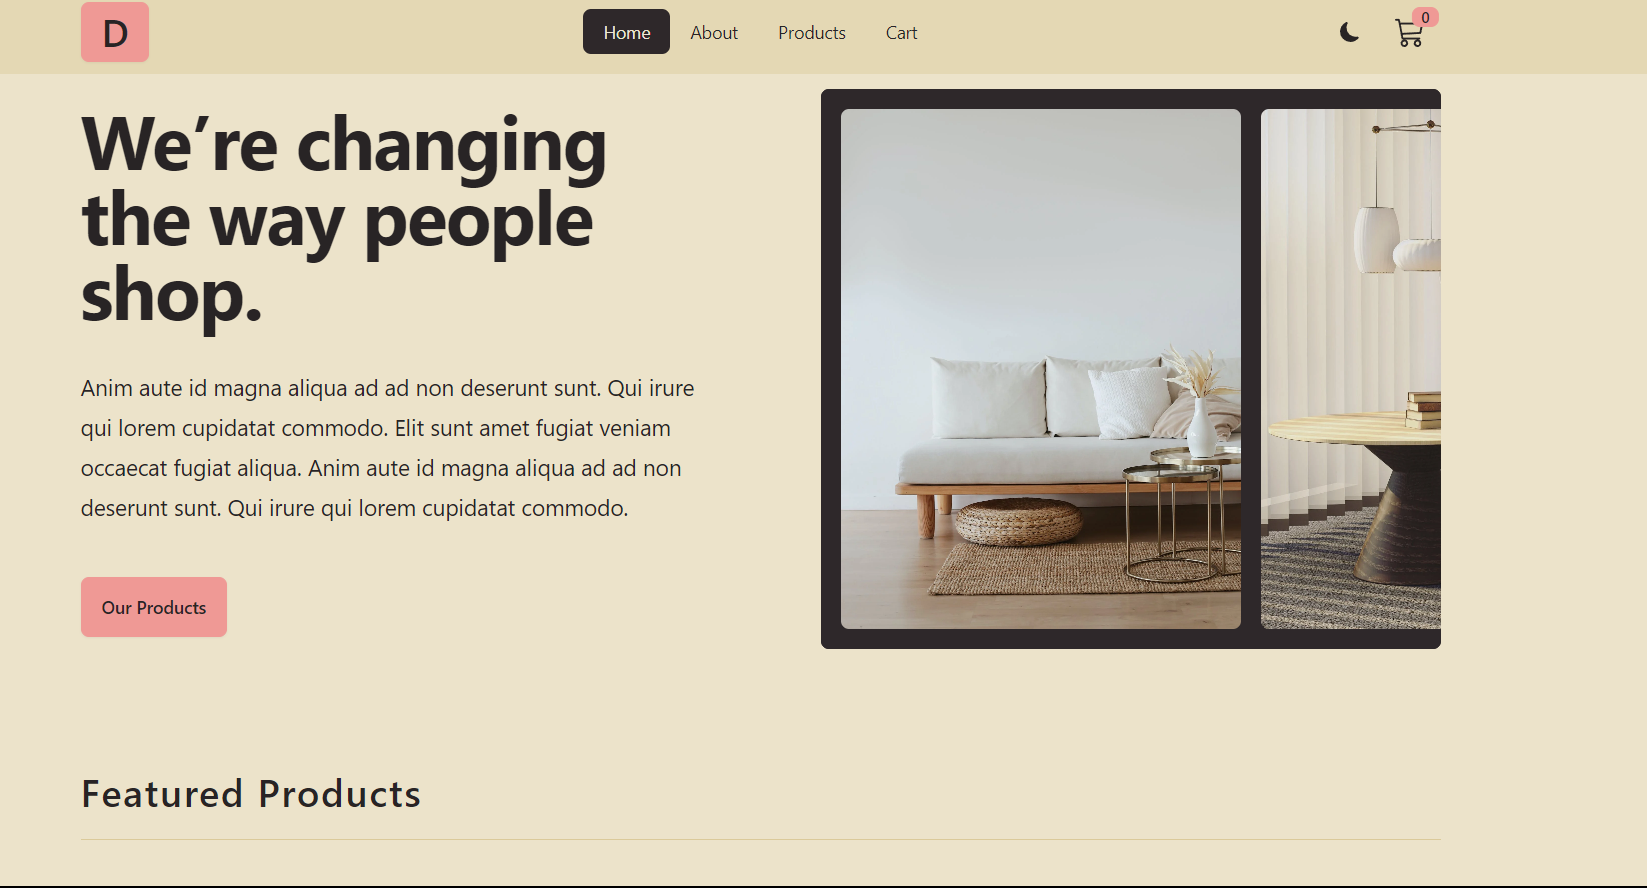 D
Home About Products Cart
0
We’re changing
the way people
shop.
Anim aute id magna aliqua ad ad non deserunt sunt. Qui irure
qui lorem cupidatat commodo. Elit sunt amet fugiat veniam
occaecat fugiat aliqua. Anim aute id magna aliqua ad ad non
deserunt sunt. Qui irure qui lorem cupidatat commodo.
Our Products
Featured Products